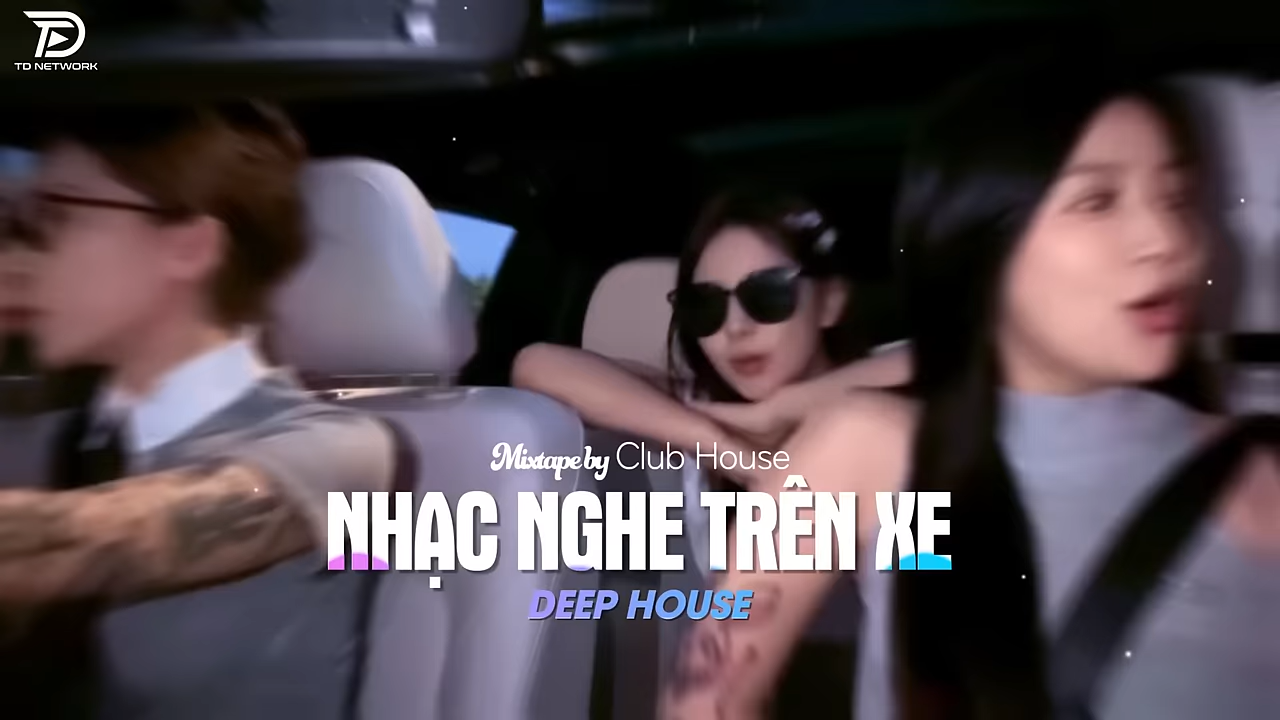 TD NETWORK
Mixtape by Club House
NHẠC NGHE TRÊN XE
DEEP HOUSE